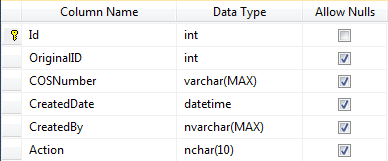 Column Name Data Type Allow Nulls
Id int
OriginalID int
COSNumber varchar(MAX)
CreatedDate datetime
CreatedBy nvarchar(MAX)
Action nchar(10)